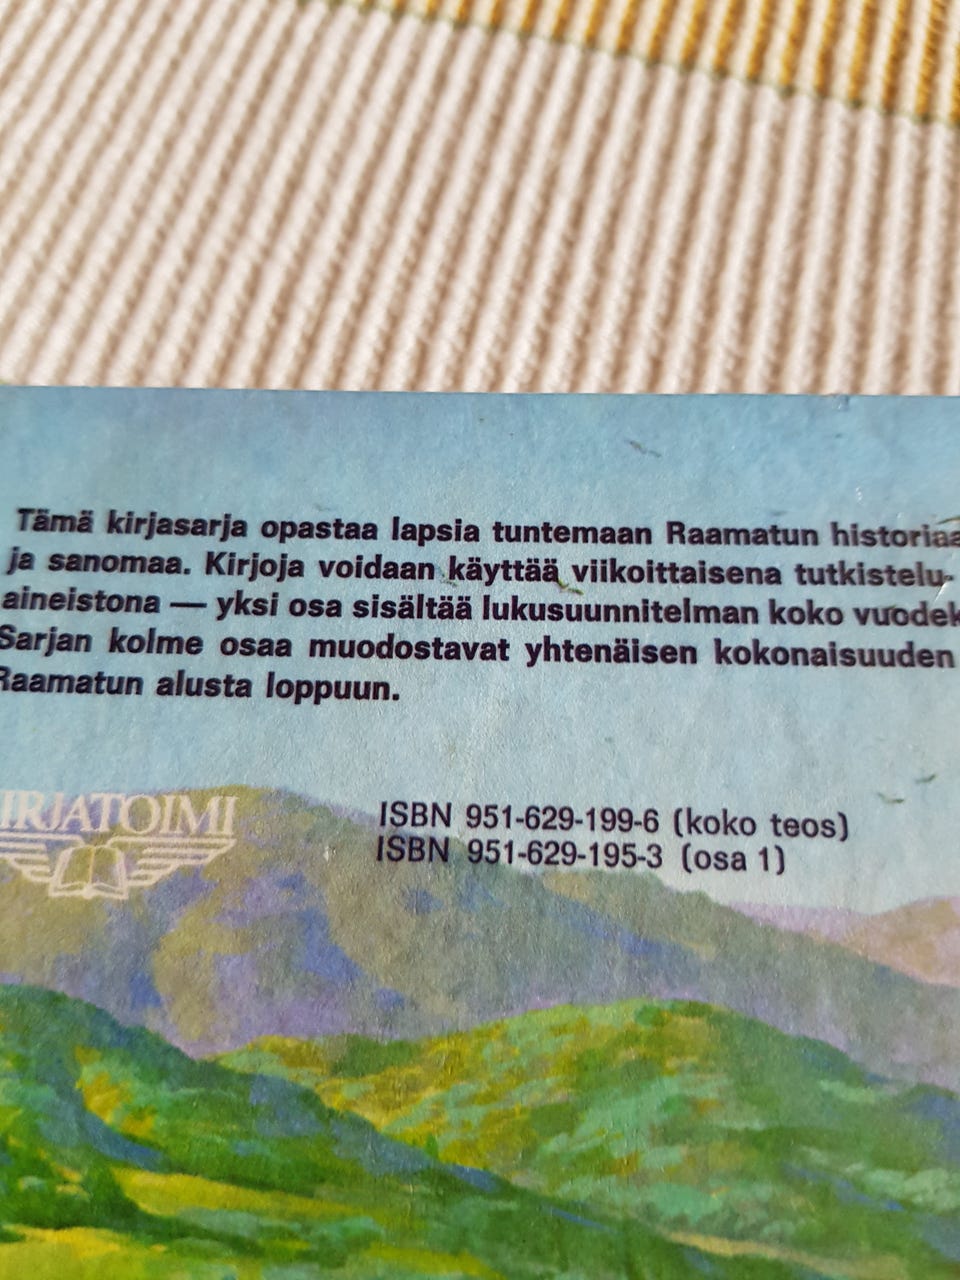 Tämä kirjasarja opastaa lapsia tuntemaan Raamatun historiaa
ja sanomaa. Kirjoja voidaan käyttää viikoittaisena tutkistelu-
aineistona — yksi osa sisältää lukusuunnitelman koko vuodek
Sarjan kolme osaa muodostavat yhtenäisen kokonaisuuden
Raamatun alusta loppuun.
IRJATOIMI
ISBN 951-629-199-6 (koko teos)
ISBN 951-629-195-3 (osa 1)